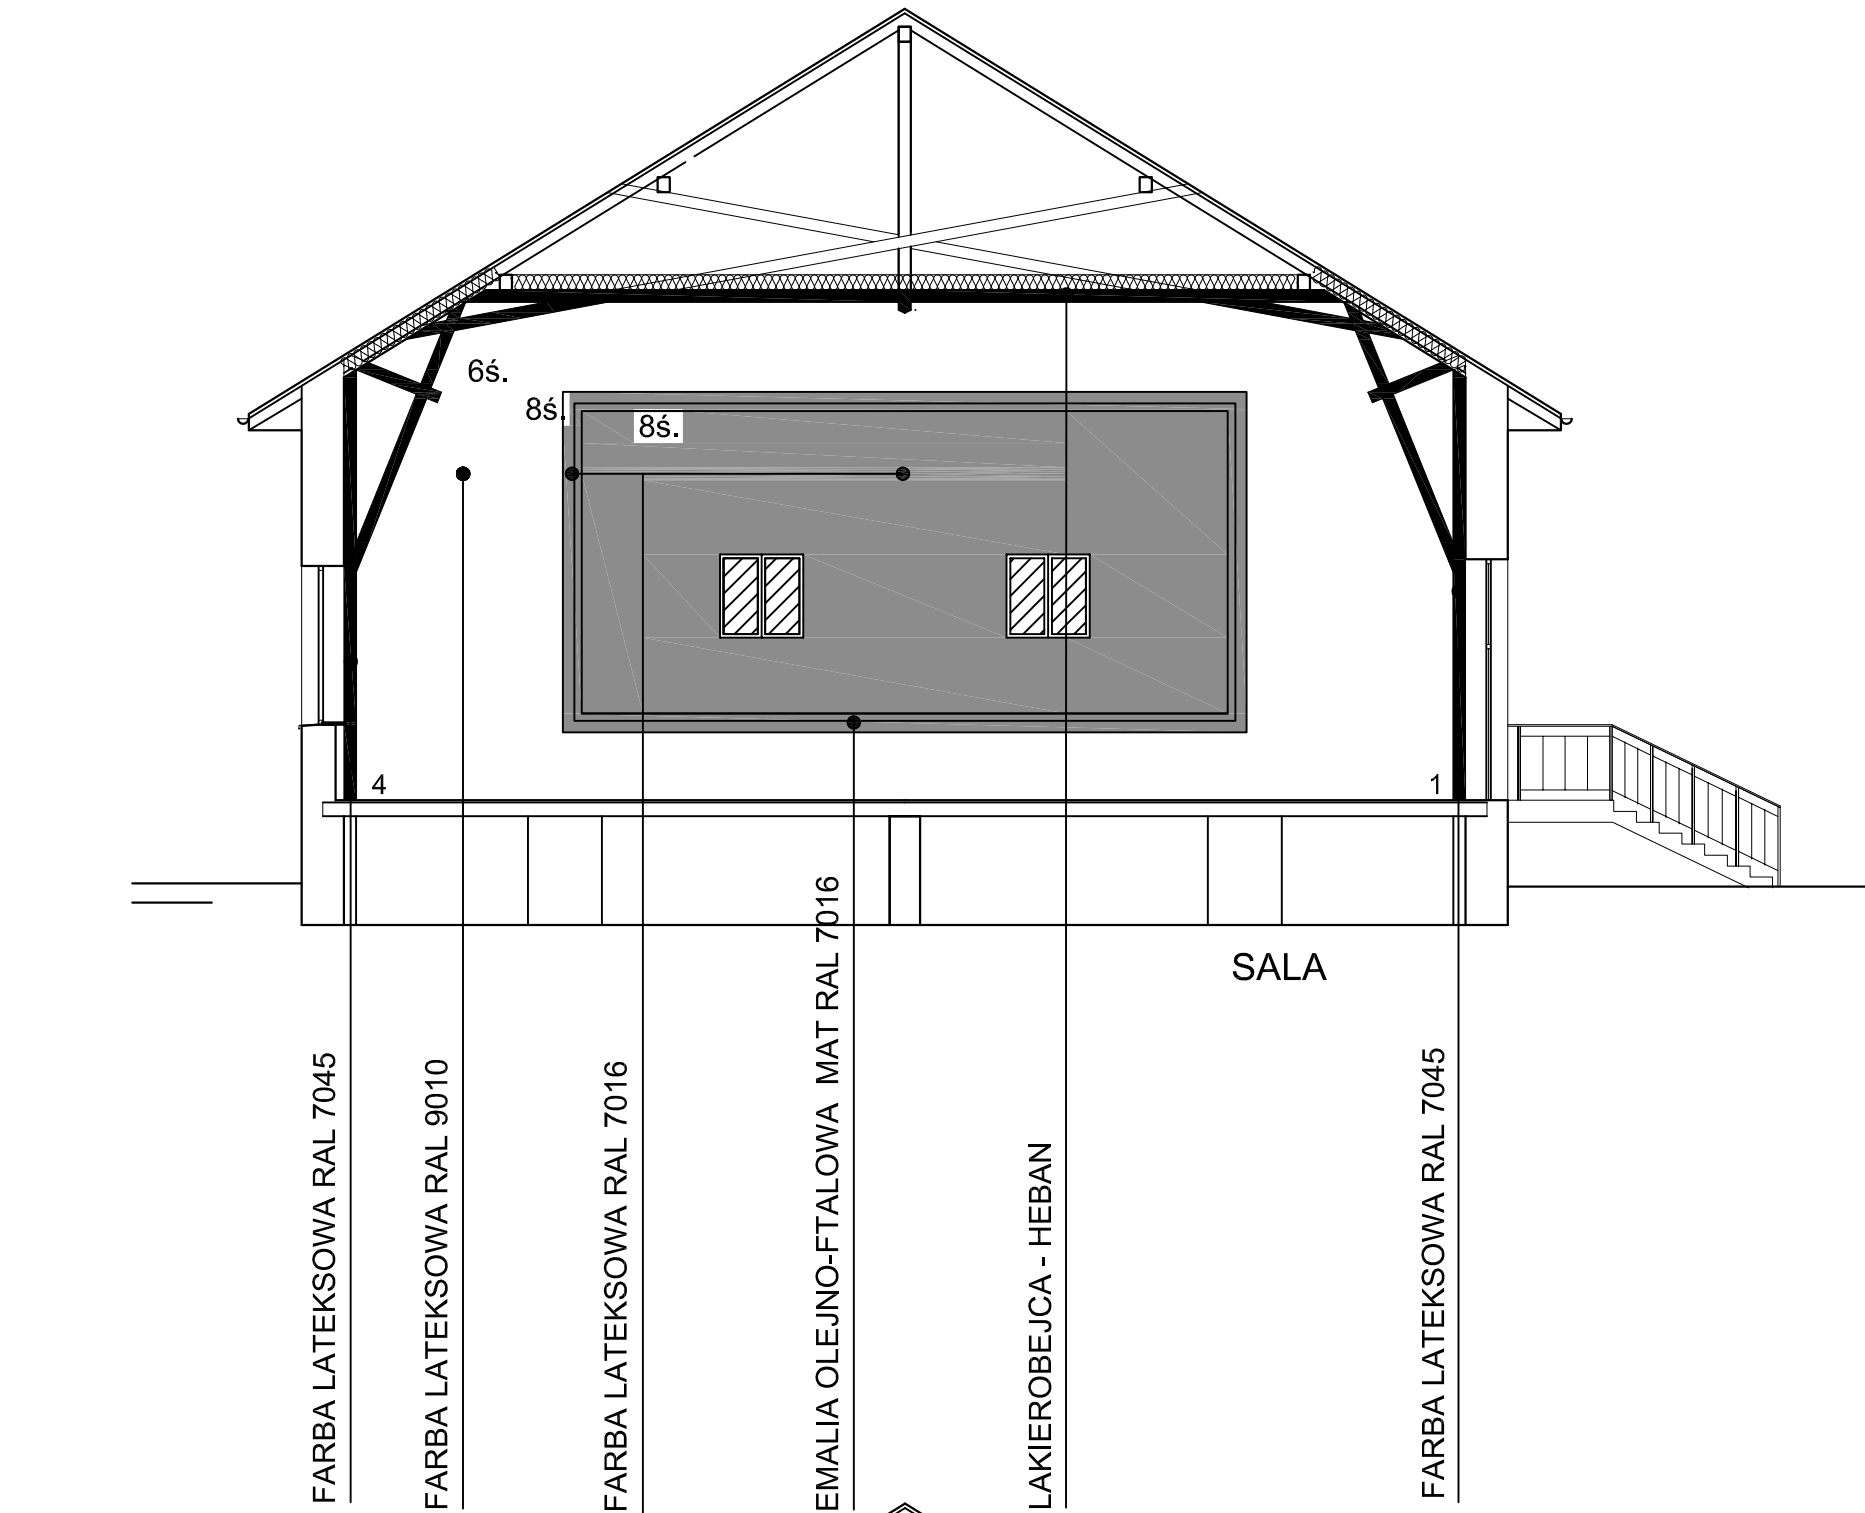 6ś.
8ś.
8ś.
4
1
SALA
FARBA LATEKSOWA RAL 7045
FARBA LATEKSOWA RAL 9010
FARBA LATEKSOWA RAL 7016
EMALIA OLEJNO-FTALOWA MAT RAL 7016
LAKIEROBEJCA - HEBAN
FARBA LATEKSOWA RAL 7045